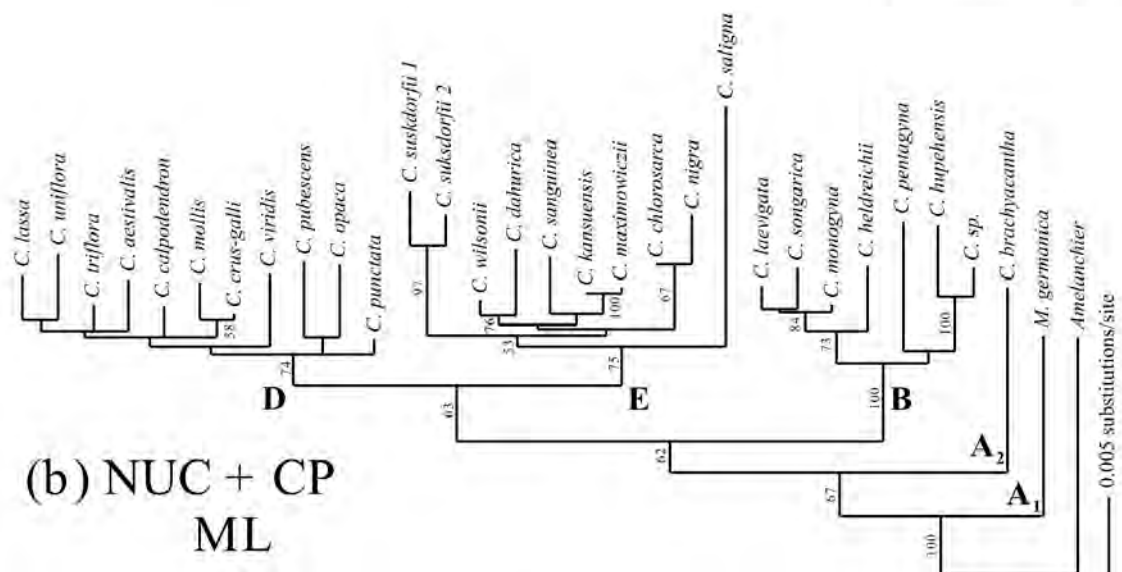 C. lassa
C. uniflora
C. triflora
C. aestivalis
C. calpodendron
C. mollis
C. crus-galli
C. viridis
C. pubescens
C. opaca
C. punctata
C. suskdorfii 1
C. suksdorfii 2
C. wilsonii
C. dahurica
C. sanguinea
C. kansuensis
C. maximowiczii
C. chlorosarca
C. nigra
C. saligna
C. laevigata
C. songarica
C. monogyna
C. heldreichii
C. pentagyna
C. hupehensis
C. sp.
C. brachyacantha
M. germanica
Amelanchier
58
97
76
100
67
53
84
73
100
74
75
100
D
E
B
63
62
A2
67
A1
100
0.005 substitutions/site
(b) NUC + CP
ML